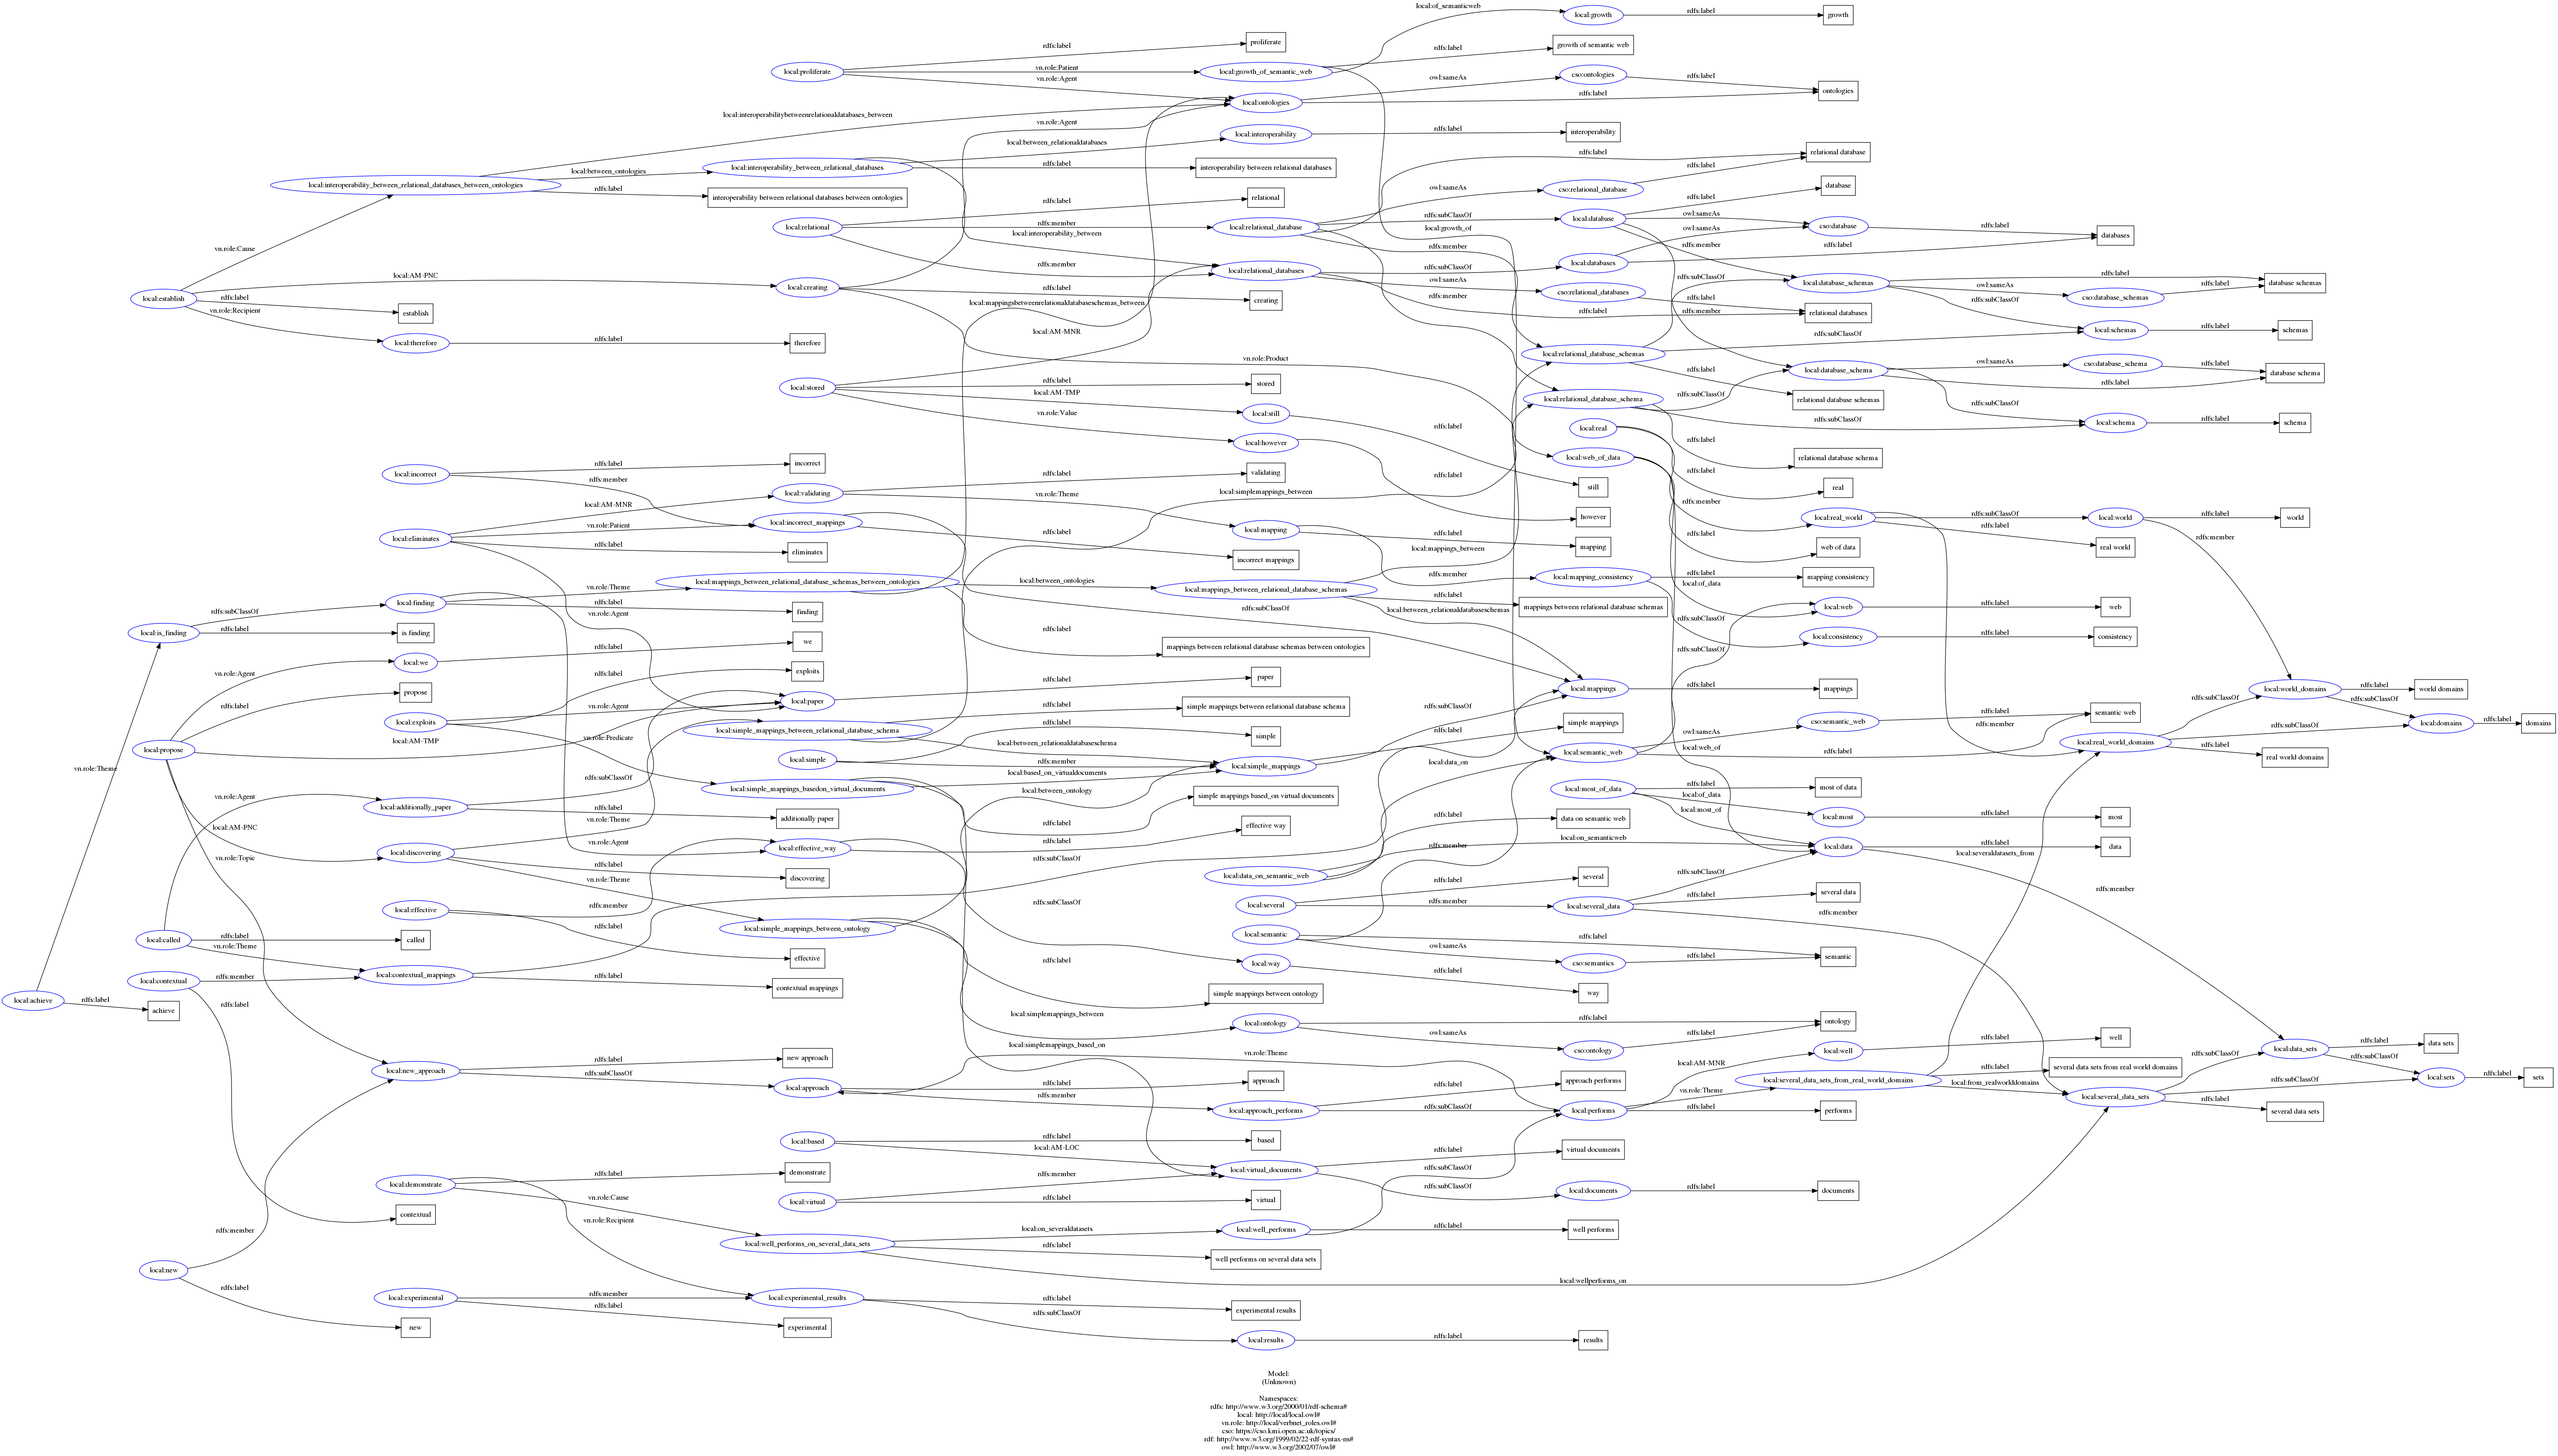 local:of_semanticweb
local:growth
rdfs:label
growth
rdfs:label
proliferate
rdfs:label
growth of semantic web
local:proliferate
vn.role:Patient
local:growth_of_semantic_web
vn.role:Agent
owl:sameAs
cso:ontologies
rdfs:label
ontologies
local:ontologies
rdfs:label
local:interoperabilitybetweenrelationaldatabases_between
vn.role:Agent
local:interoperability
rdfs:label
interoperability
local:between_relationaldatabases
rdfs:label
relational database
local:interoperability_between_relational_databases
rdfs:label
interoperability between relational databases
local:between_ontologies
local:interoperability_between_relational_databases_between_ontologies
rdfs:label
interoperability between relational databases between ontologies
rdfs:label
relational
owl:sameAs
cso:relational_database
rdfs:label
rdfs:label
database
local:relational
rdfs:member
local:relational_database
rdfs:subClassOf
local:database
owl:sameAs
cso:database
rdfs:label
databases
local:interoperability_between
local:growth_of
owl:sameAs
rdfs:label
vn.role:Cause
rdfs:member
rdfs:member
rdfs:member
local:relational_databases
rdfs:subClassOf
local:databases
local:AM-PNC
local:creating
rdfs:label
creating
owl:sameAs
cso:relational_databases
rdfs:label
relational databases
rdfs:subClassOf
local:database_schemas
rdfs:label
database schemas
owl:sameAs
cso:database_schemas
rdfs:label
local:establish
rdfs:label
establish
vn.role:Recipient
local:mappingsbetweenrelationaldatabaseschemas_between
rdfs:member
rdfs:label
rdfs:member
rdfs:subClassOf
local:schemas
rdfs:label
schemas
local:therefore
rdfs:label
therefore
local:AM-MNR
rdfs:subClassOf
local:relational_database_schemas
vn.role:Product
rdfs:label
relational database schemas
local:database_schema
owl:sameAs
cso:database_schema
rdfs:label
database schema
rdfs:label
local:stored
rdfs:label
stored
local:AM-TMP
local:still
rdfs:label
still
vn.role:Value
local:however
rdfs:label
however
local:relational_database_schema
rdfs:subClassOf
rdfs:subClassOf
rdfs:subClassOf
local:schema
rdfs:label
schema
local:real
rdfs:label
relational database schema
rdfs:label
real
local:web_of_data
local:incorrect
rdfs:label
incorrect
rdfs:member
rdfs:label
validating
local:validating
vn.role:Theme
local:simplemappings_between
local:AM-MNR
vn.role:Patient
local:incorrect_mappings
rdfs:label
incorrect mappings
local:eliminates
rdfs:label
eliminates
local:mapping
rdfs:label
mapping
rdfs:member
local:real_world
rdfs:subClassOf
local:world
rdfs:label
world
rdfs:label
real world
rdfs:member
rdfs:label
web of data
local:mappings_between
rdfs:member
local:mapping_consistency
rdfs:label
mapping consistency
local:of_data
local:mappings_between_relational_database_schemas_between_ontologies
local:between_ontologies
local:mappings_between_relational_database_schemas
rdfs:label
mappings between relational database schemas
local:between_relationaldatabaseschemas
vn.role:Theme
local:finding
rdfs:label
finding
vn.role:Agent
rdfs:subClassOf
rdfs:subClassOf
local:web
rdfs:label
web
local:is_finding
rdfs:subClassOf
rdfs:label
is finding
rdfs:label
mappings between relational database schemas between ontologies
rdfs:subClassOf
local:consistency
rdfs:label
consistency
local:we
rdfs:label
we
vn.role:Agent
rdfs:label
propose
rdfs:label
exploits
local:paper
rdfs:label
paper
local:mappings
rdfs:label
mappings
local:world_domains
rdfs:label
world domains
rdfs:subClassOf
rdfs:subClassOf
local:exploits
vn.role:Agent
vn.role:Predicate
local:AM-TMP
local:simple_mappings_between_relational_database_schema
rdfs:label
simple mappings between relational database schema
rdfs:subClassOf
rdfs:label
simple mappings
cso:semantic_web
rdfs:label
semantic web
local:domains
rdfs:label
domains
local:propose
rdfs:label
simple
local:between_relationaldatabaseschema
local:semantic_web
owl:sameAs
rdfs:label
rdfs:member
local:real_world_domains
rdfs:subClassOf
rdfs:label
real world domains
local:simple
rdfs:member
local:simple_mappings
rdfs:label
local:web_of
local:data_on
vn.role:Theme
rdfs:subClassOf
local:simple_mappings_basedon_virtual_documents
local:based_on_virtualdocuments
local:between_ontology
rdfs:label
simple mappings based_on virtual documents
local:most_of_data
rdfs:label
most of data
local:of_data
local:most_of
local:most
rdfs:label
most
vn.role:Agent
local:additionally_paper
rdfs:label
additionally paper
vn.role:Theme
rdfs:label
effective way
rdfs:label
data on semantic web
local:AM-PNC
local:discovering
rdfs:label
discovering
vn.role:Agent
local:effective_way
rdfs:label
rdfs:subClassOf
rdfs:member
local:on_semanticweb
local:data
rdfs:label
data
local:severaldatasets_from
vn.role:Topic
vn.role:Theme
local:data_on_semantic_web
rdfs:label
several
rdfs:subClassOf
rdfs:label
several data
rdfs:member
local:effective
rdfs:member
rdfs:label
effective
local:several
rdfs:member
local:several_data
rdfs:member
rdfs:subClassOf
local:simple_mappings_between_ontology
local:called
rdfs:label
called
vn.role:Theme
local:semantic
rdfs:label
semantic
owl:sameAs
cso:semantics
rdfs:label
local:contextual
rdfs:member
local:contextual_mappings
rdfs:label
contextual mappings
rdfs:label
local:way
rdfs:label
way
rdfs:label
simple mappings between ontology
local:achieve
rdfs:label
achieve
local:simplemappings_between
local:ontology
rdfs:label
ontology
owl:sameAs
cso:ontology
rdfs:label
local:simplemappings_based_on
vn.role:Theme
local:well
rdfs:label
well
local:data_sets
rdfs:label
data sets
rdfs:subClassOf
rdfs:subClassOf
local:new_approach
rdfs:label
new approach
rdfs:subClassOf
local:approach
rdfs:label
approach
rdfs:member
rdfs:label
approach performs
local:AM-MNR
vn.role:Theme
local:several_data_sets_from_real_world_domains
rdfs:label
several data sets from real world domains
local:from_realworlddomains
local:sets
rdfs:label
sets
local:approach_performs
rdfs:subClassOf
local:performs
rdfs:label
performs
local:several_data_sets
rdfs:subClassOf
rdfs:label
several data sets
local:based
rdfs:label
based
local:AM-LOC
rdfs:label
virtual documents
local:demonstrate
rdfs:label
demonstrate
vn.role:Cause
vn.role:Recipient
rdfs:member
local:virtual_documents
rdfs:subClassOf
rdfs:subClassOf
local:documents
rdfs:label
documents
local:virtual
rdfs:label
virtual
contextual
rdfs:member
local:on_severaldatasets
local:well_performs
rdfs:label
well performs
local:well_performs_on_several_data_sets
rdfs:label
well performs on several data sets
local:new
rdfs:label
new
local:wellperforms_on
local:experimental
rdfs:member
local:experimental_results
rdfs:label
experimental results
rdfs:label
experimental
rdfs:subClassOf
local:results
rdfs:label
results
Model:
(Unknown)
Namespaces:
rdfs: http://www.w3.org/2000/01/rdf-schema#
local: http://local/local.owl#
vn.role: http://local/verbnet_roles.owl#
cso: https://cso.kmi.open.ac.uk/topics/
rdf: http://www.w3.org/1999/02/22-rdf-syntax-ns#
owl: http://www.w3.org/2002/07/owl#